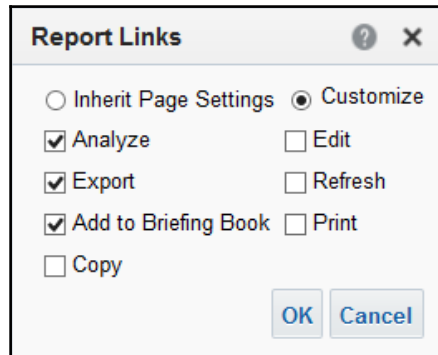 Report Links ? ×
Inherit Page Settings Customize
Analyze Edit
Export Refresh
Add to Briefing Book Print
Copy
OK Cancel